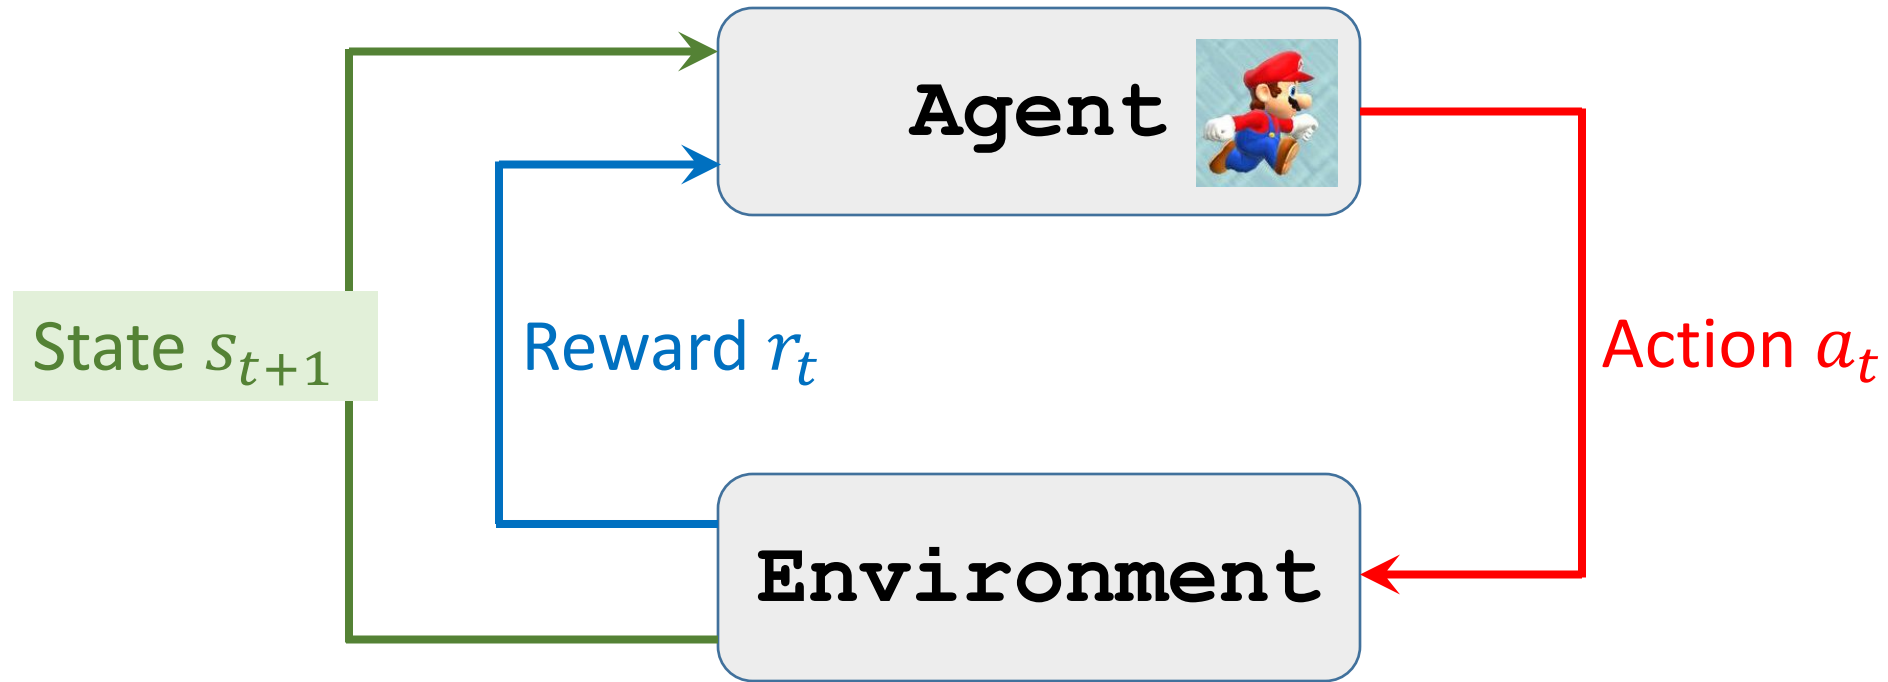 Agent
State s_{t+1}
Reward r_t
Action a_t
Environment